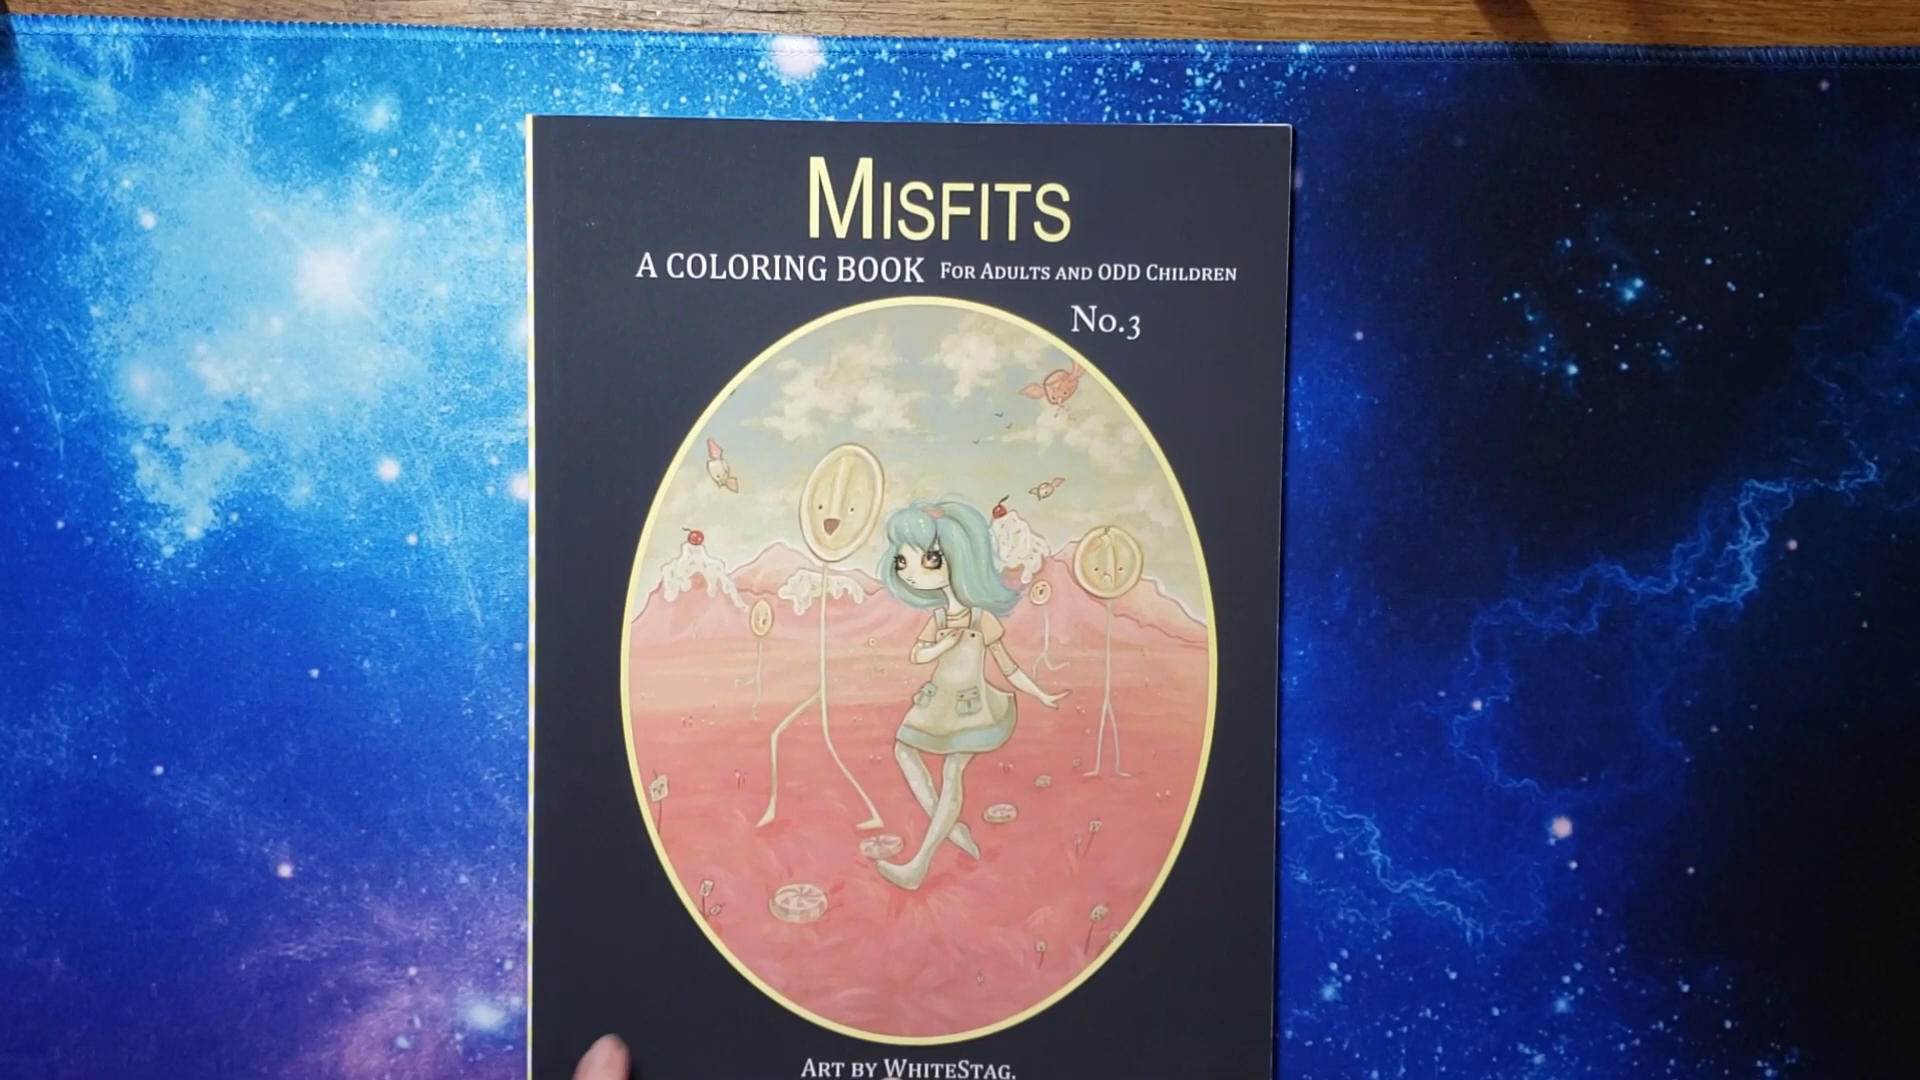 MISFITS
A COLORING BOOK FOR ADULTS AND ODD CHILDREN
No.3
ART BY WHITESTAG.